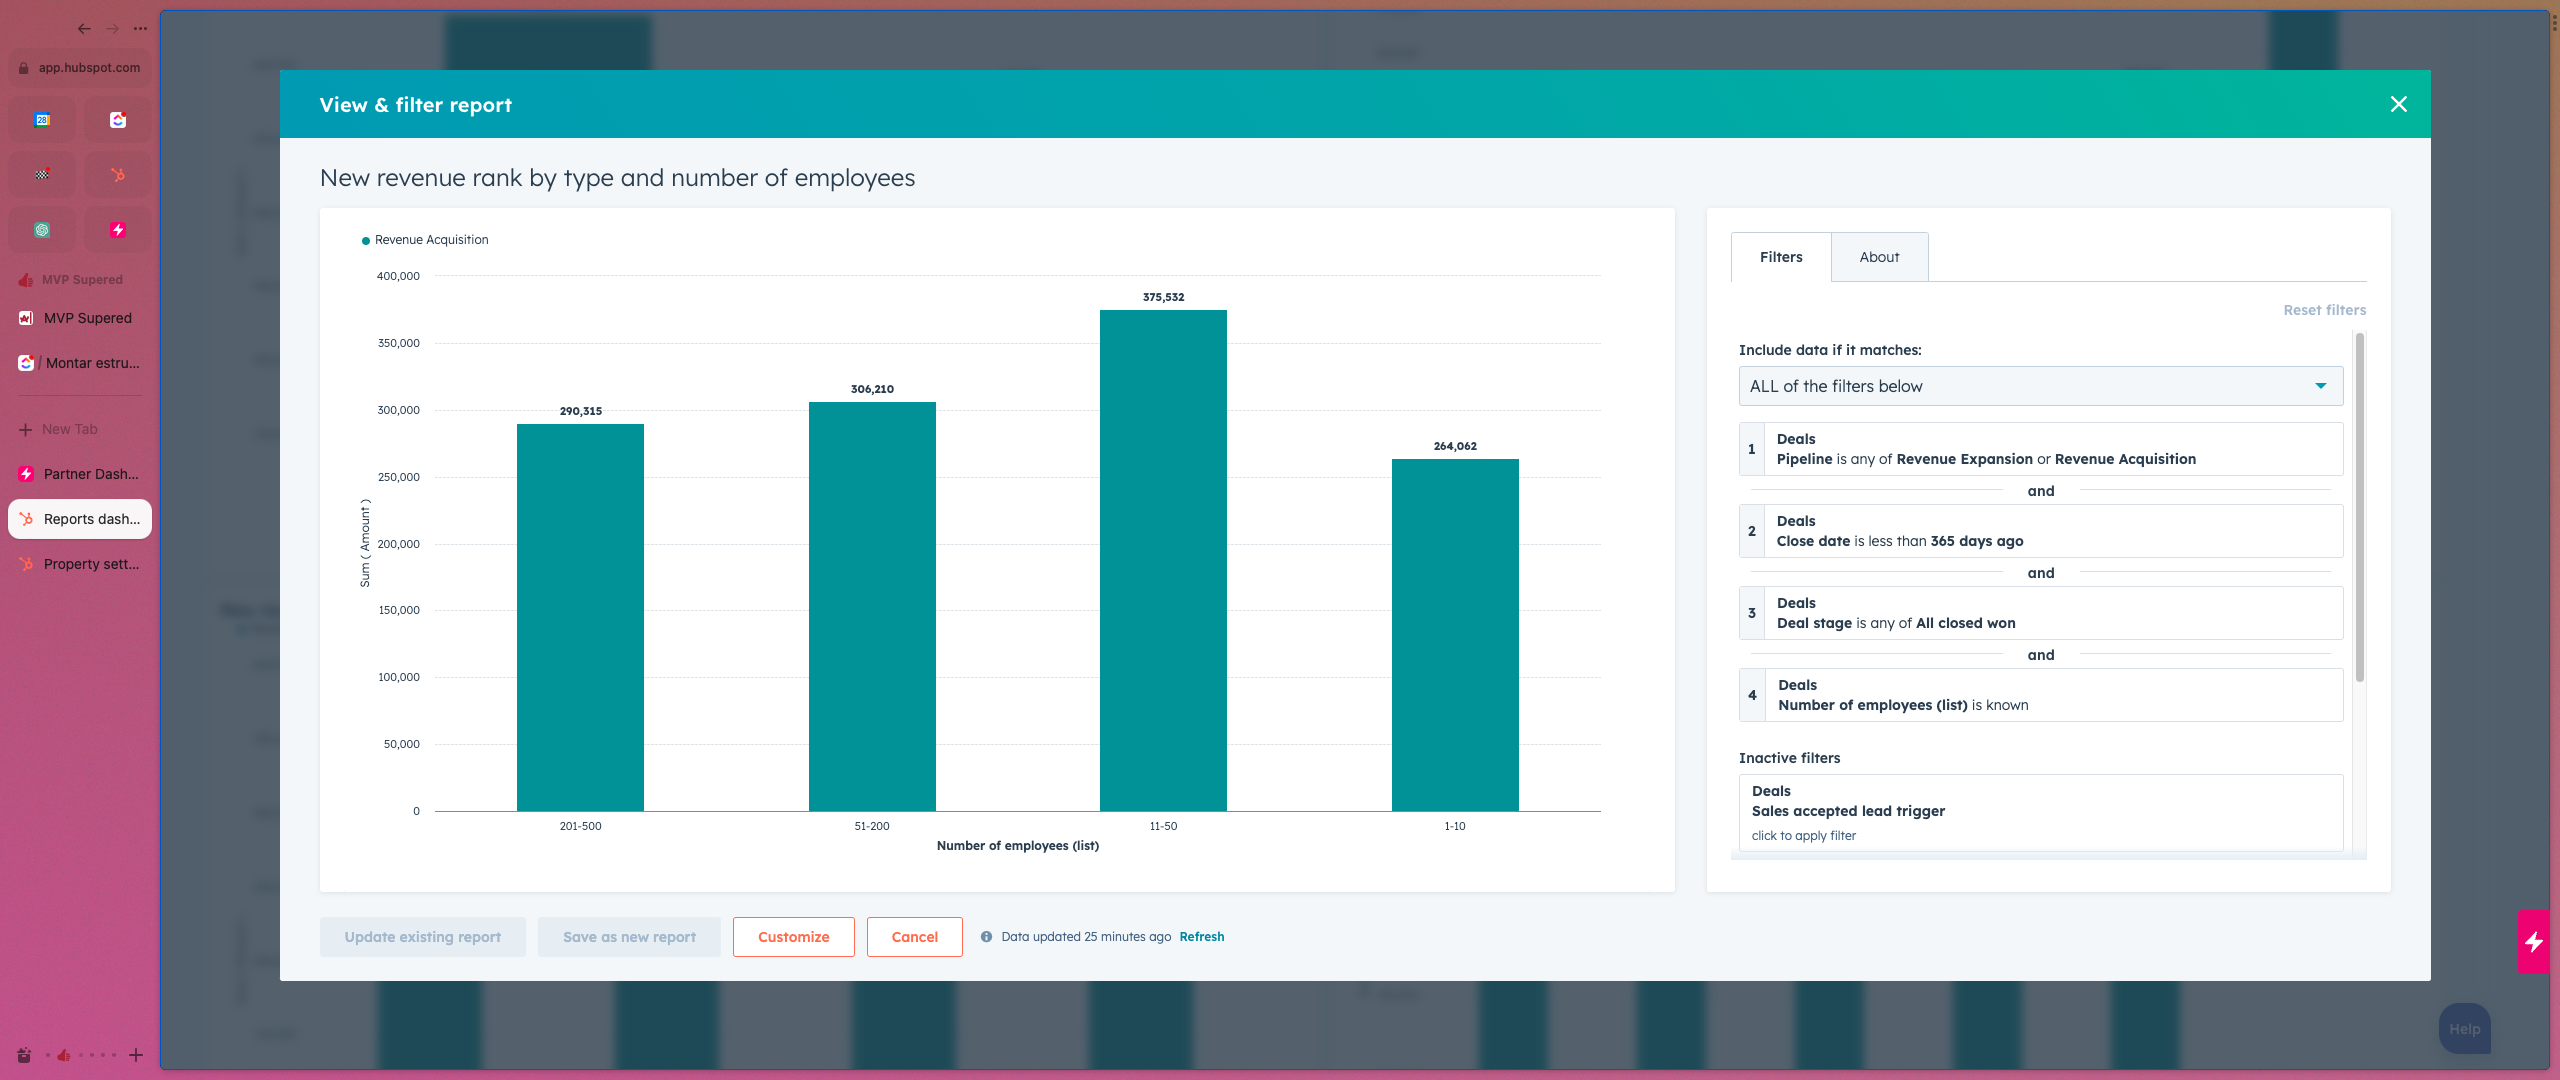 app.hubspot.com
28
MVP Supered
MVP Supered
/ Montar estru...
New Tab
Partner Dash...
Reports dash...
Property sett...
View & filter report
New revenue rank by type and number of employees
Revenue Acquisition
400,000
350,000
300,000
250,000
200,000
150,000
100,000
50,000
0
Sum ( Amount )
290,315
306,210
375,532
264,062
201-500
51-200
11-50
1-10
Number of employees (list)
Filters
About
Reset filters
Include data if it matches:
ALL of the filters below
1
Deals
Pipeline is any of Revenue Expansion or Revenue Acquisition
and
2
Deals
Close date is less than 365 days ago
and
3
Deals
Deal stage is any of All closed won
and
4
Deals
Number of employees (list) is known
Inactive filters
Deals
Sales accepted lead trigger
click to apply filter
Update existing report
Save as new report
Customize
Cancel
Data updated 25 minutes ago
Refresh
Help